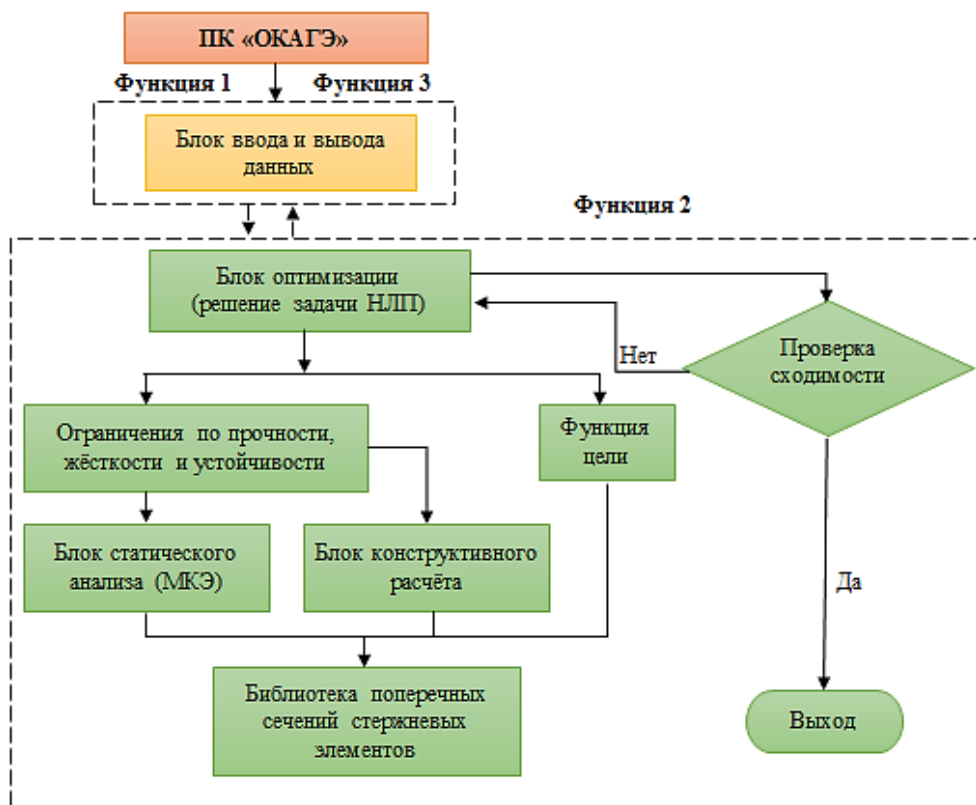 ПК «ОКАГЭ»
Функция 1
Функция 3
Блок ввода и вывода
данных
Функция 2
Блок оптимизации
(решение задачи НЛП)
Нет
Проверка
сходимости
Ограничения по прочности,
жёсткости и устойчивости
Функция
цели
Блок статического
анализа (МКЭ)
Блок конструктивного
расчёта
Да
Библиотека поперечных
сечений стержневых
элементов
Выход